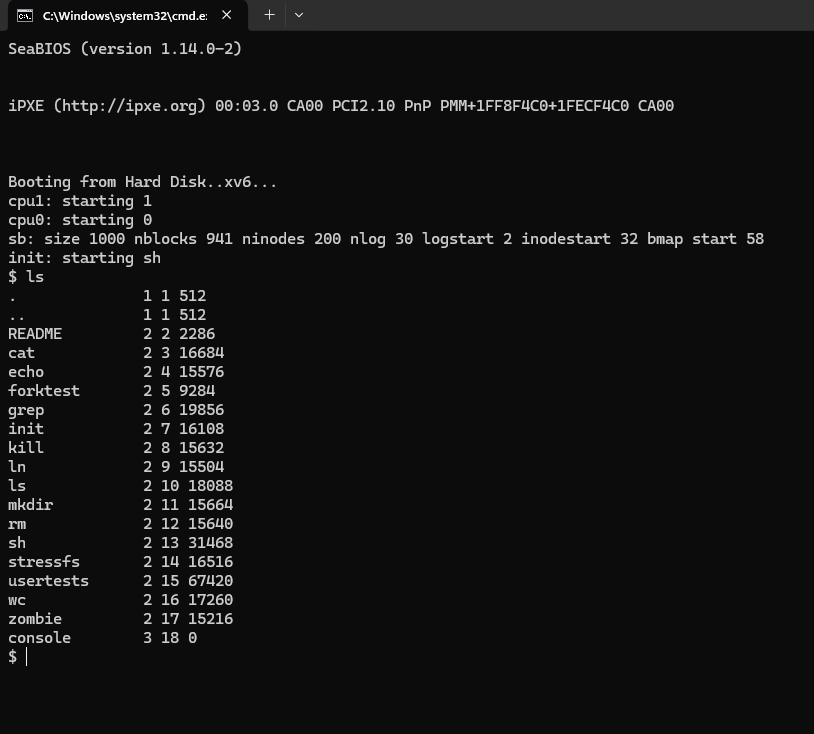 C:\Windows\system32\cmd.e
SeaBIOS (version 1.14.0-2)
iPXE (http://ipxe.org) 00:03.0 CA00 PCI2.10 PnP PMM+1FF8F4C0+1FECF4C0 CA00
Booting from Hard Disk..xv6...
cpu1: starting 1
cpu0: starting 0
sb: size 1000 nblocks 941 ninodes 200 nlog 30 logstart 2 inodestart 32 bmap start 58
init: starting sh
$ ls
.              1 1 512
..             1 1 512
README         2 2 2286
cat            2 3 16684
echo           2 4 15576
forktest       2 5 9284
grep           2 6 19856
init           2 7 16108
kill           2 8 15632
ln             2 9 15504
ls             2 10 18088
mkdir          2 11 15664
rm             2 12 15640
sh             2 13 31468
stressfs       2 14 16516
usertests      2 15 67420
wc             2 16 17260
zombie         2 17 15216
console        3 18 0
$